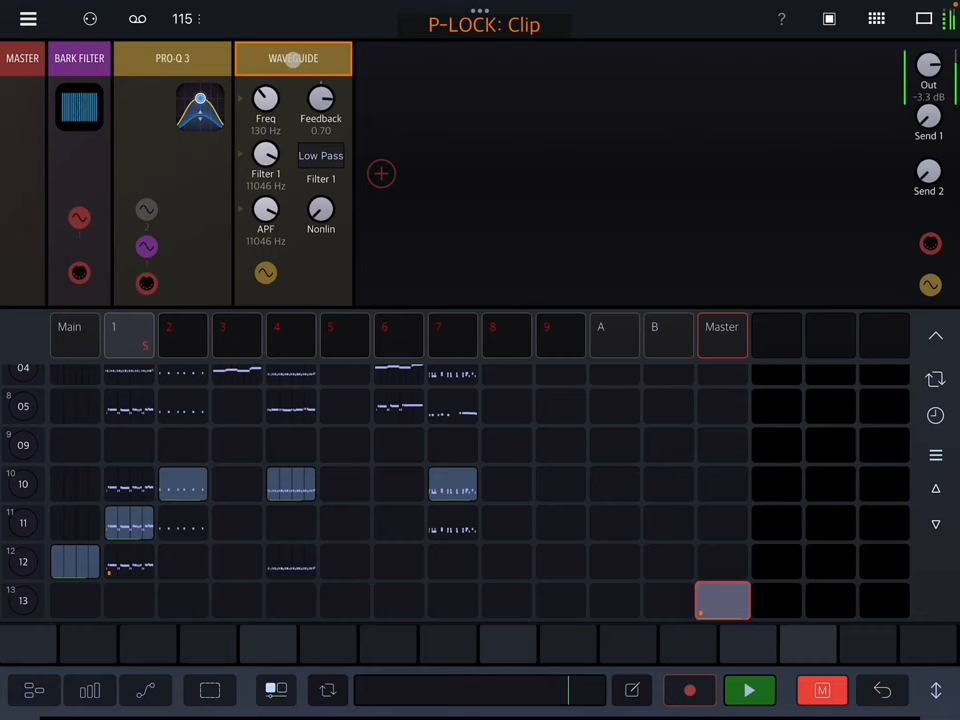 115
P-LOCK: Clip
?
MASTER
BARK FILTER
PRO-Q 3
WAVEGUIDE
Freq
130 Hz
Feedback
0.70
Filter 1
11046 Hz
Low Pass
Filter 1
APF
11046 Hz
Nonlin
1
2
Out
-3.3 dB
Send 1
Send 2
Main
1
S
2
3
4
5
6
7
8
9
A
B
Master
04
8
05
9
09
10
10
11
11
12
12
13
13
M